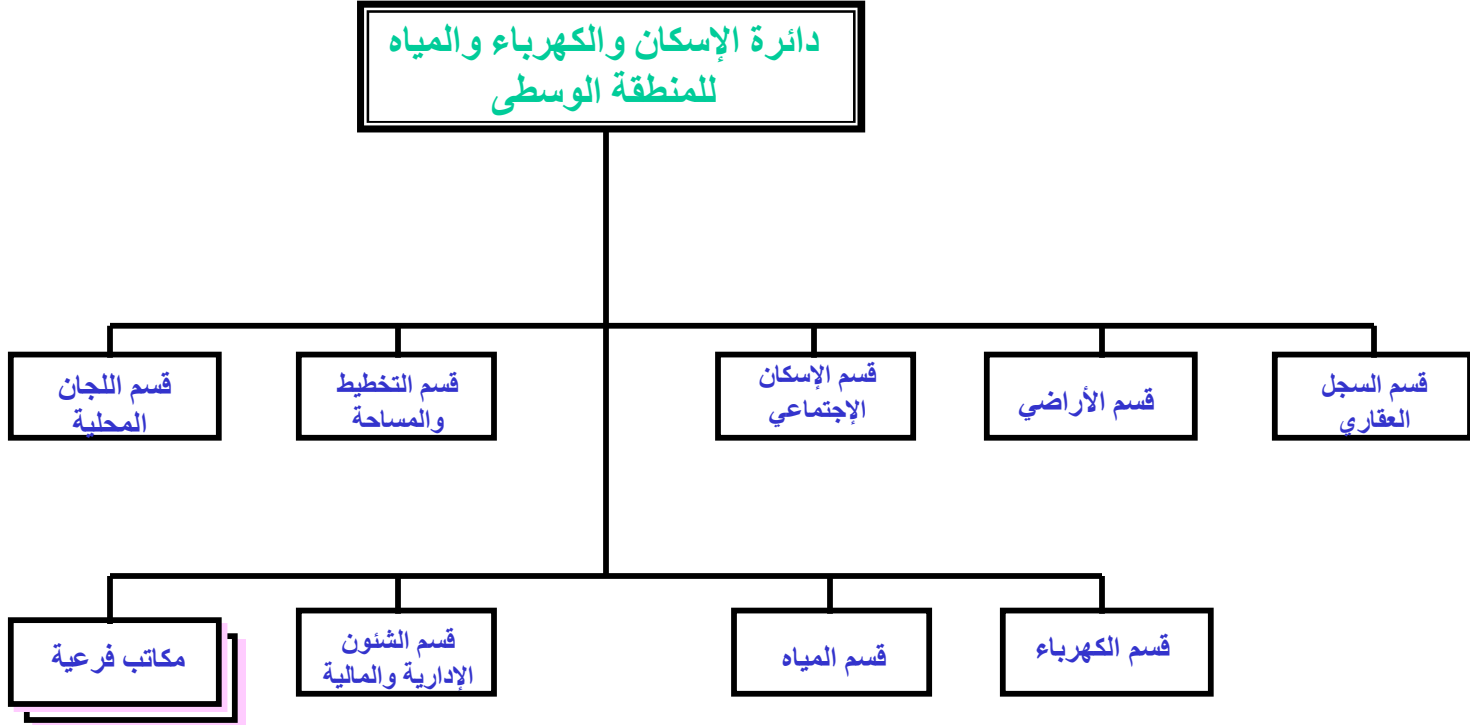 دائرة الإسكان والكهرباء والمياه
للمنطقة الوسطى
قسم السجل
العقاري
قسم الأراضي
قسم الإسكان
الإجتماعي
قسم التخطيط
والمساحة
قسم اللجان
المحلية
قسم الكهرباء
قسم المياه
قسم الشئون
الإدارية والمالية
مكاتب فرعية